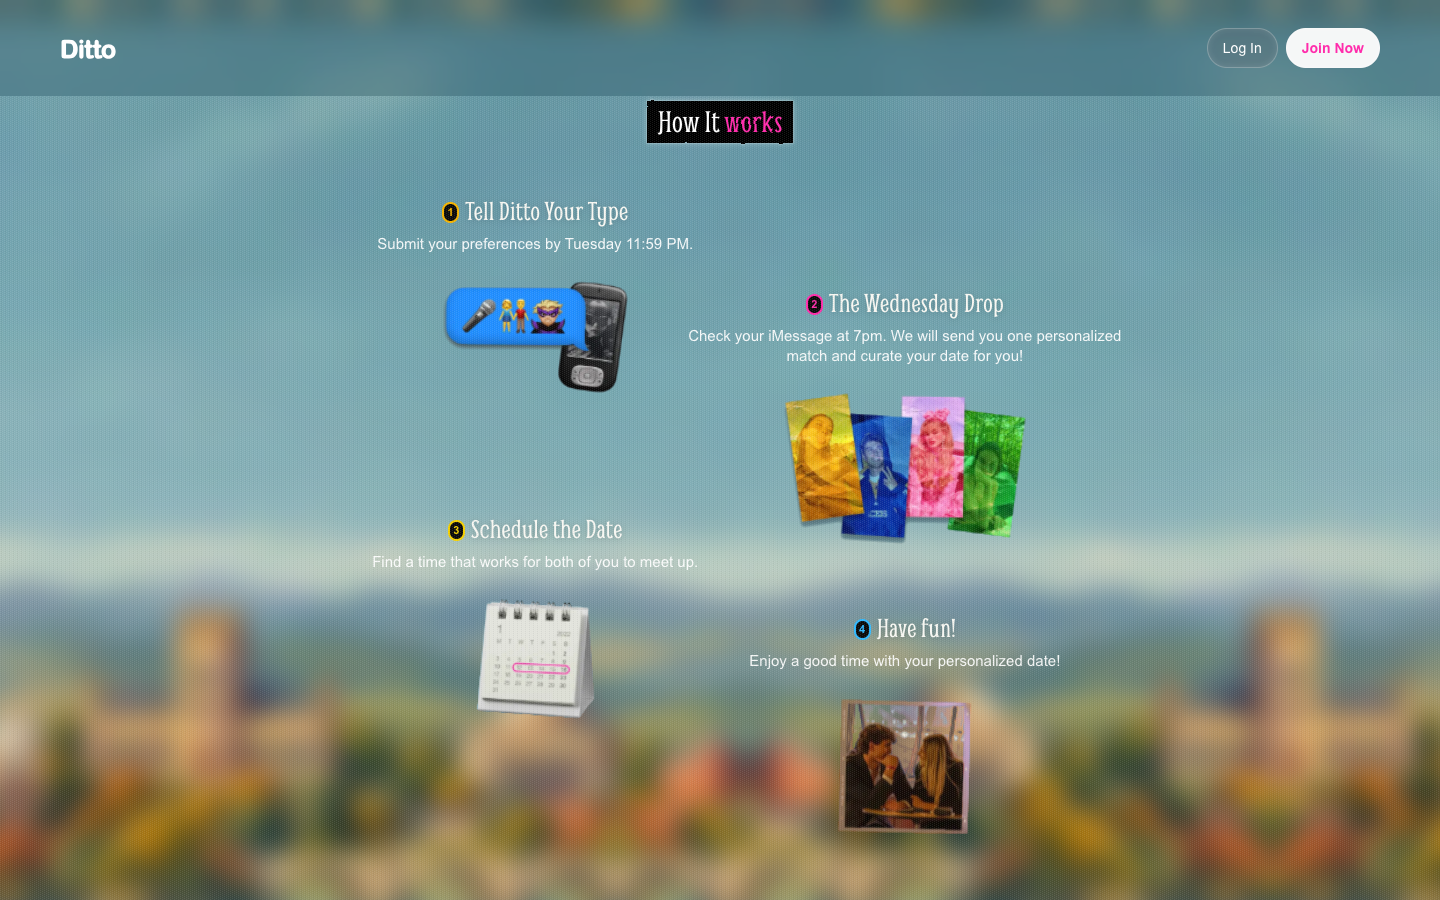 Ditto
Log In
Join Now
How It works
1 Tell Ditto Your Type
Submit your preferences by Tuesday 11:59 PM.
2 The Wednesday Drop
Check your iMessage at 7pm. We will send you one personalized
match and curate your date for you!
3 Schedule the Date
Find a time that works for both of you to meet up.
4 Have fun!
Enjoy a good time with your personalized date!